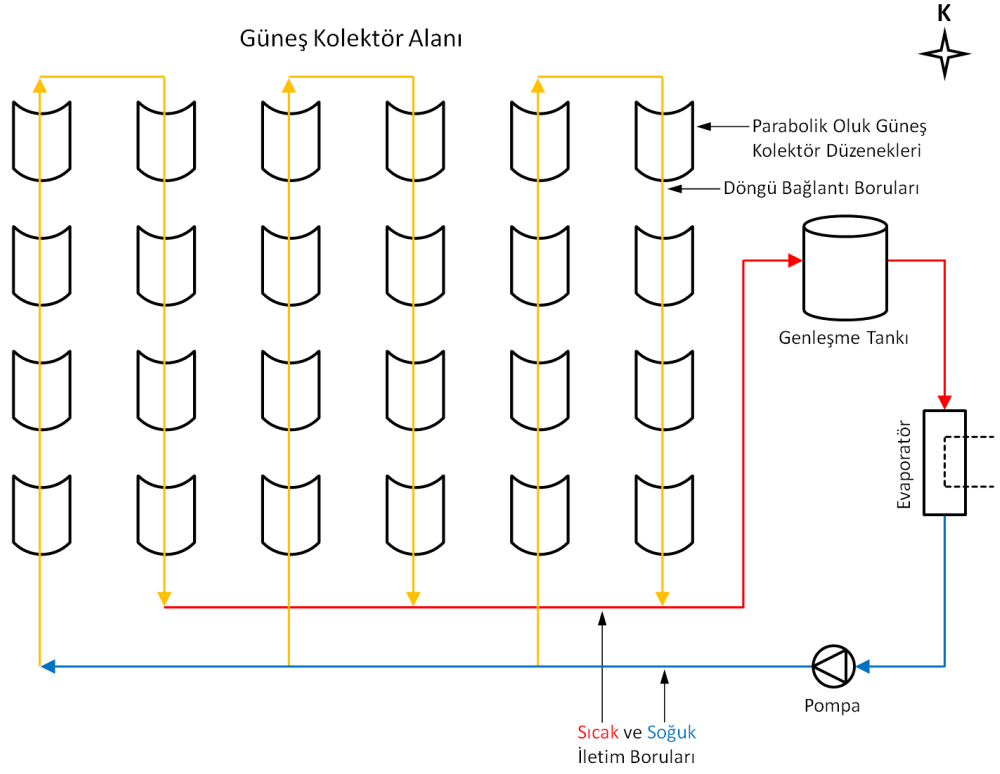 K
Güneş Kolektör Alanı
Parabolik Oluk Güneş
Kolektör Düzenekleri
Döngü Bağlantı Boruları
Genleşme Tankı
Evaporatör
Pompa
Sıcak ve Soğuk
İletim Boruları